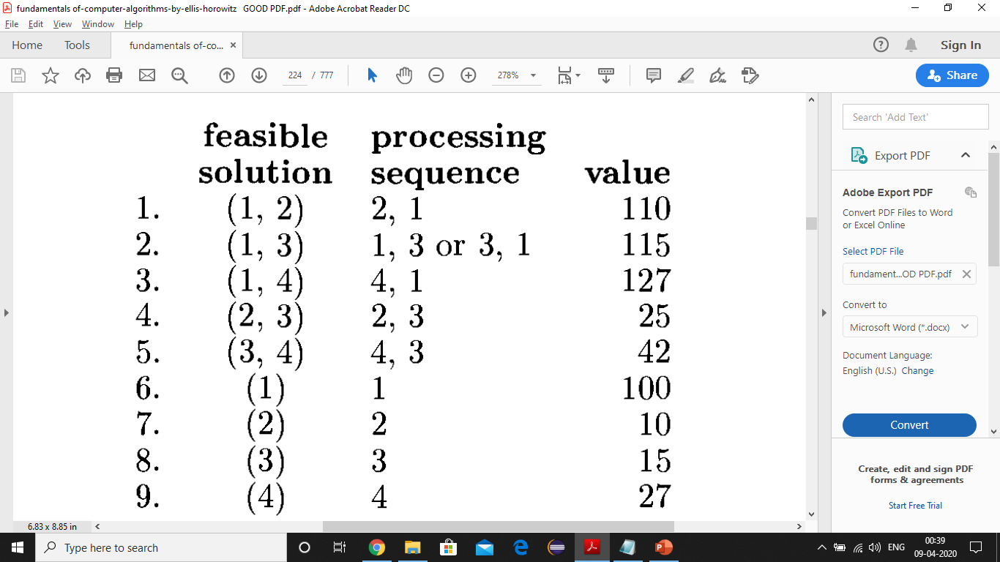 fundamentals of-computer-algorithms-by-ellis-horowitz GOOD PDF.pdf - Adobe Acrobat Reader DC
File Edit View Window Help
Home Tools fundamentals of-co... × Sign In
224 / 777 278% Share
feasible processing
solution sequence value
1. (1, 2) 2, 1 110
2. (1, 3) 1, 3 or 3, 1 115
3. (1, 4) 4, 1 127
4. (2, 3) 2, 3 25
5. (3, 4) 4, 3 42
6. (1) 1 100
7. (2) 2 10
8. (3) 3 15
9. (4) 4 27
Search 'Add Text'
Export PDF
Adobe Export PDF
Convert PDF Files to Word
or Excel Online
Select PDF File
fundament...OD PDF.pdf
Convert to
Microsoft Word (*.docx)
Document Language:
English (U.S.) Change
Convert
Create, edit and sign PDF
forms & agreements
Start Free Trial
6.83 x 8.85 in
Type here to search
ENG
00:39
09-04-2020